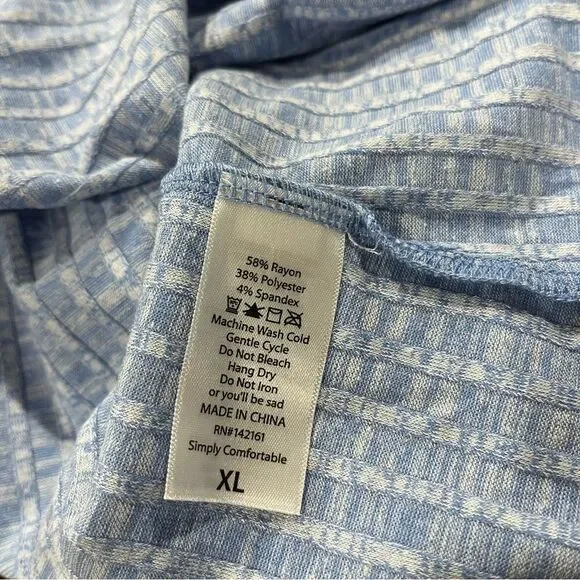 58% Rayon
38% Polyester
4% Spandex
Machine Wash Cold
Gentle Cycle
Do Not Bleach
Hang Dry
Do Not Iron
or you'll be sad
MADE IN CHINA
RN#142161
Simply Comfortable
XL